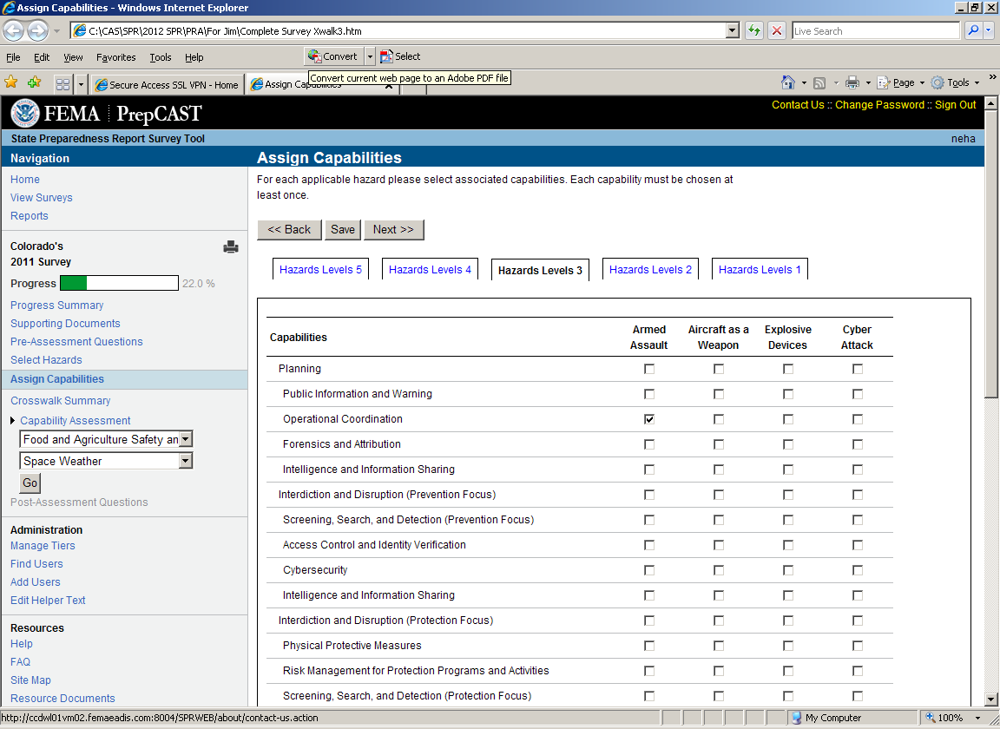 Assign Capabilities - Windows Internet Explorer
C:\CAS\SPR\2012 SPR\PRA\For Jim\Complete Survey Xwalk3.htm
Live Search
File Edit View Favorites Tools Help
Convert
Select
Convert current web page to an Adobe PDF file
Secure Access SSL VPN - Home
Page
Tools
FEMA PrepCAST
Contact Us :: Change Password :: Sign Out
State Preparedness Report Survey Tool
neha
Navigation
Home
View Surveys
Reports
Colorado's
2011 Survey
Progress 22.0 %
Progress Summary
Supporting Documents
Pre-Assessment Questions
Select Hazards
Assign Capabilities
Crosswalk Summary
Capability Assessment
Food and Agriculture Safety an
Space Weather
Go
Post-Assessment Questions
Administration
Manage Tiers
Find Users
Add Users
Edit Helper Text
Resources
Help
FAQ
Site Map
Resource Documents
Assign Capabilities
For each applicable hazard please select associated capabilities. Each capability must be chosen at
least once.
<< Back Save Next >>
Hazards Levels 5 Hazards Levels 4 Hazards Levels 3 Hazards Levels 2 Hazards Levels 1
Capabilities
Armed
Assault
Aircraft as a
Weapon
Explosive
Devices
Cyber
Attack
Planning
Public Information and Warning
Operational Coordination
Forensics and Attribution
Intelligence and Information Sharing
Interdiction and Disruption (Prevention Focus)
Screening, Search, and Detection (Prevention Focus)
Access Control and Identity Verification
Cybersecurity
Intelligence and Information Sharing
Interdiction and Disruption (Protection Focus)
Physical Protective Measures
Risk Management for Protection Programs and Activities
Screening, Search, and Detection (Protection Focus)
http://ccdwl01vm02.femaeadis.com:8004/SPRWEB/about/contact-us.action
My Computer
100%